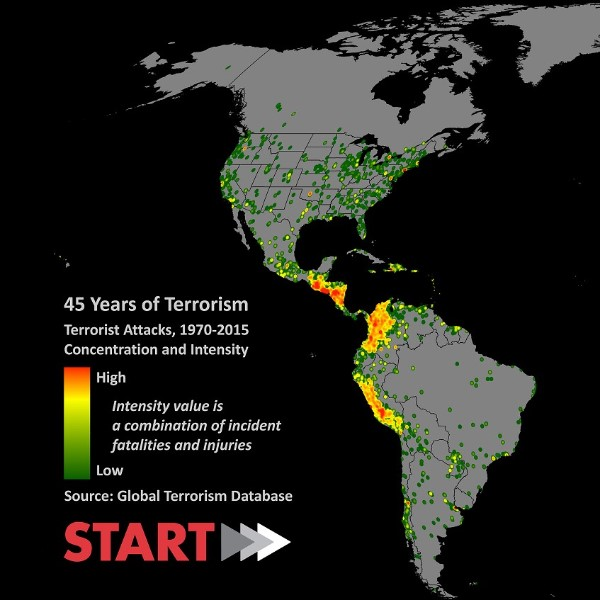 45 Years of Terrorism
Terrorist Attacks, 1970-2015
Concentration and Intensity
High
Intensity value is
a combination of incident
fatalities and injuries
Low
Source: Global Terrorism Database
START